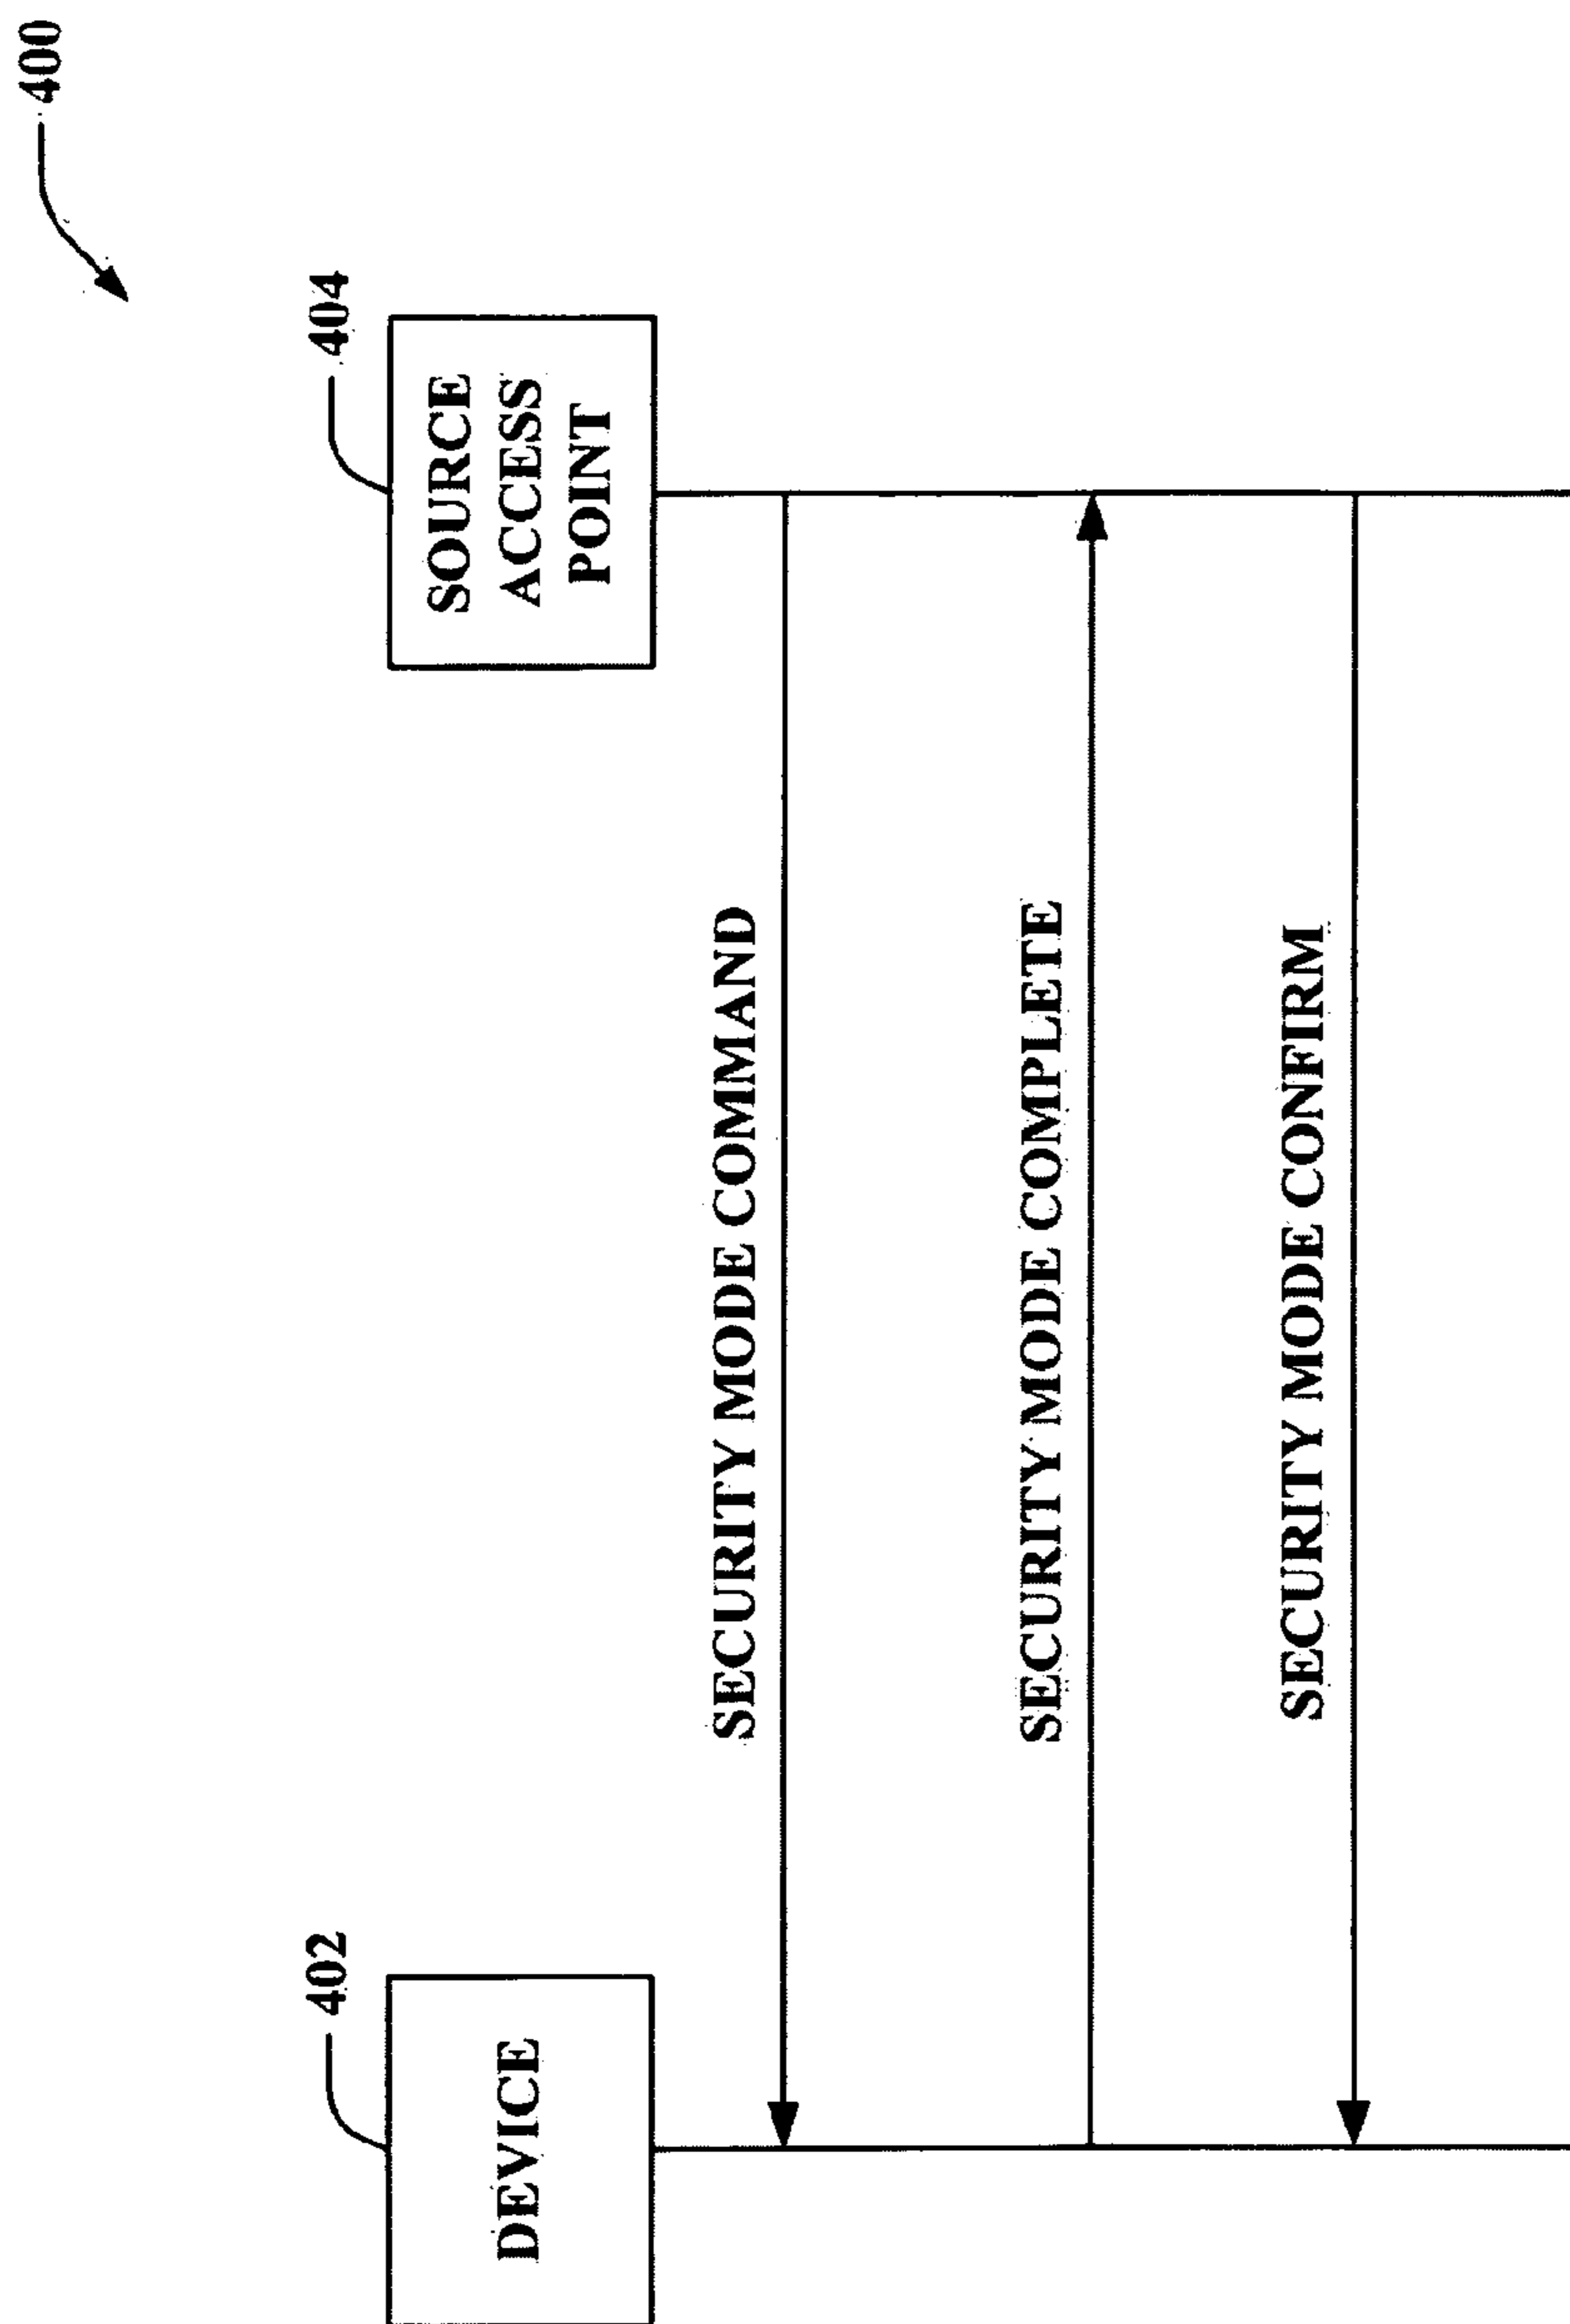 400
402
404
DEVICE
SOURCE
ACCESS
POINT
SECURITY MODE COMMAND
SECURITY MODE COMPLETE
SECURITY MODE CONFIRM